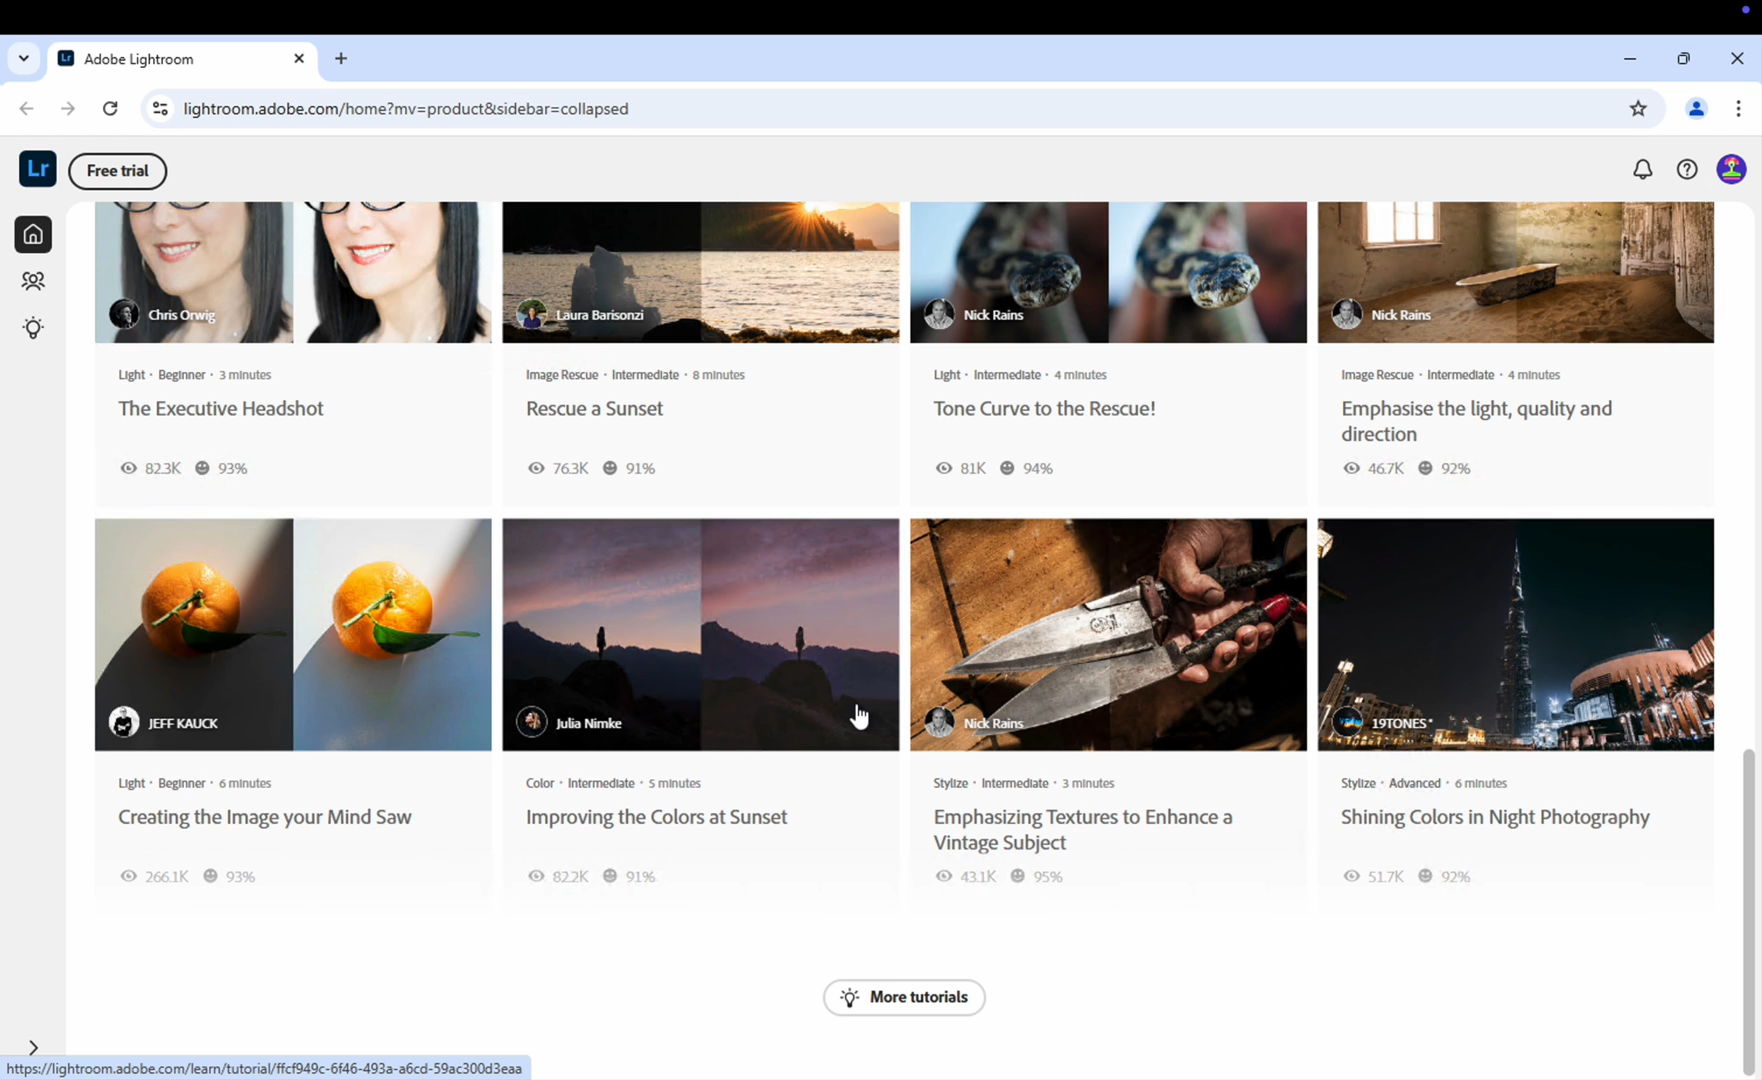 Adobe Lightroom
lightroom.adobe.com/home?mv=product&sidebar=collapsed
Lr Free trial
Chris Orwig
Laura Barisonzi
Nick Rains
Nick Rains
Light · Beginner · 3 minutes
Image Rescue · Intermediate · 8 minutes
Light · Intermediate · 4 minutes
Image Rescue · Intermediate · 4 minutes
The Executive Headshot
Rescue a Sunset
Tone Curve to the Rescue!
Emphasise the light, quality and
direction
82.3K 93%
76.3K 91%
81K 94%
46.7K 92%
JEFF KAUCK
Julia Nimke
Nick Rains
19TONES*
Light · Beginner · 6 minutes
Color · Intermediate · 5 minutes
Stylize · Intermediate · 3 minutes
Stylize · Advanced · 6 minutes
Creating the Image your Mind Saw
Improving the Colors at Sunset
Emphasizing Textures to Enhance a
Vintage Subject
Shining Colors in Night Photography
266.1K 93%
82.2K 91%
43.1K 95%
51.7K 92%
More tutorials
https://lightroom.adobe.com/learn/tutorial/ffcf949c-6f46-493a-a6cd-59ac300d3eaa